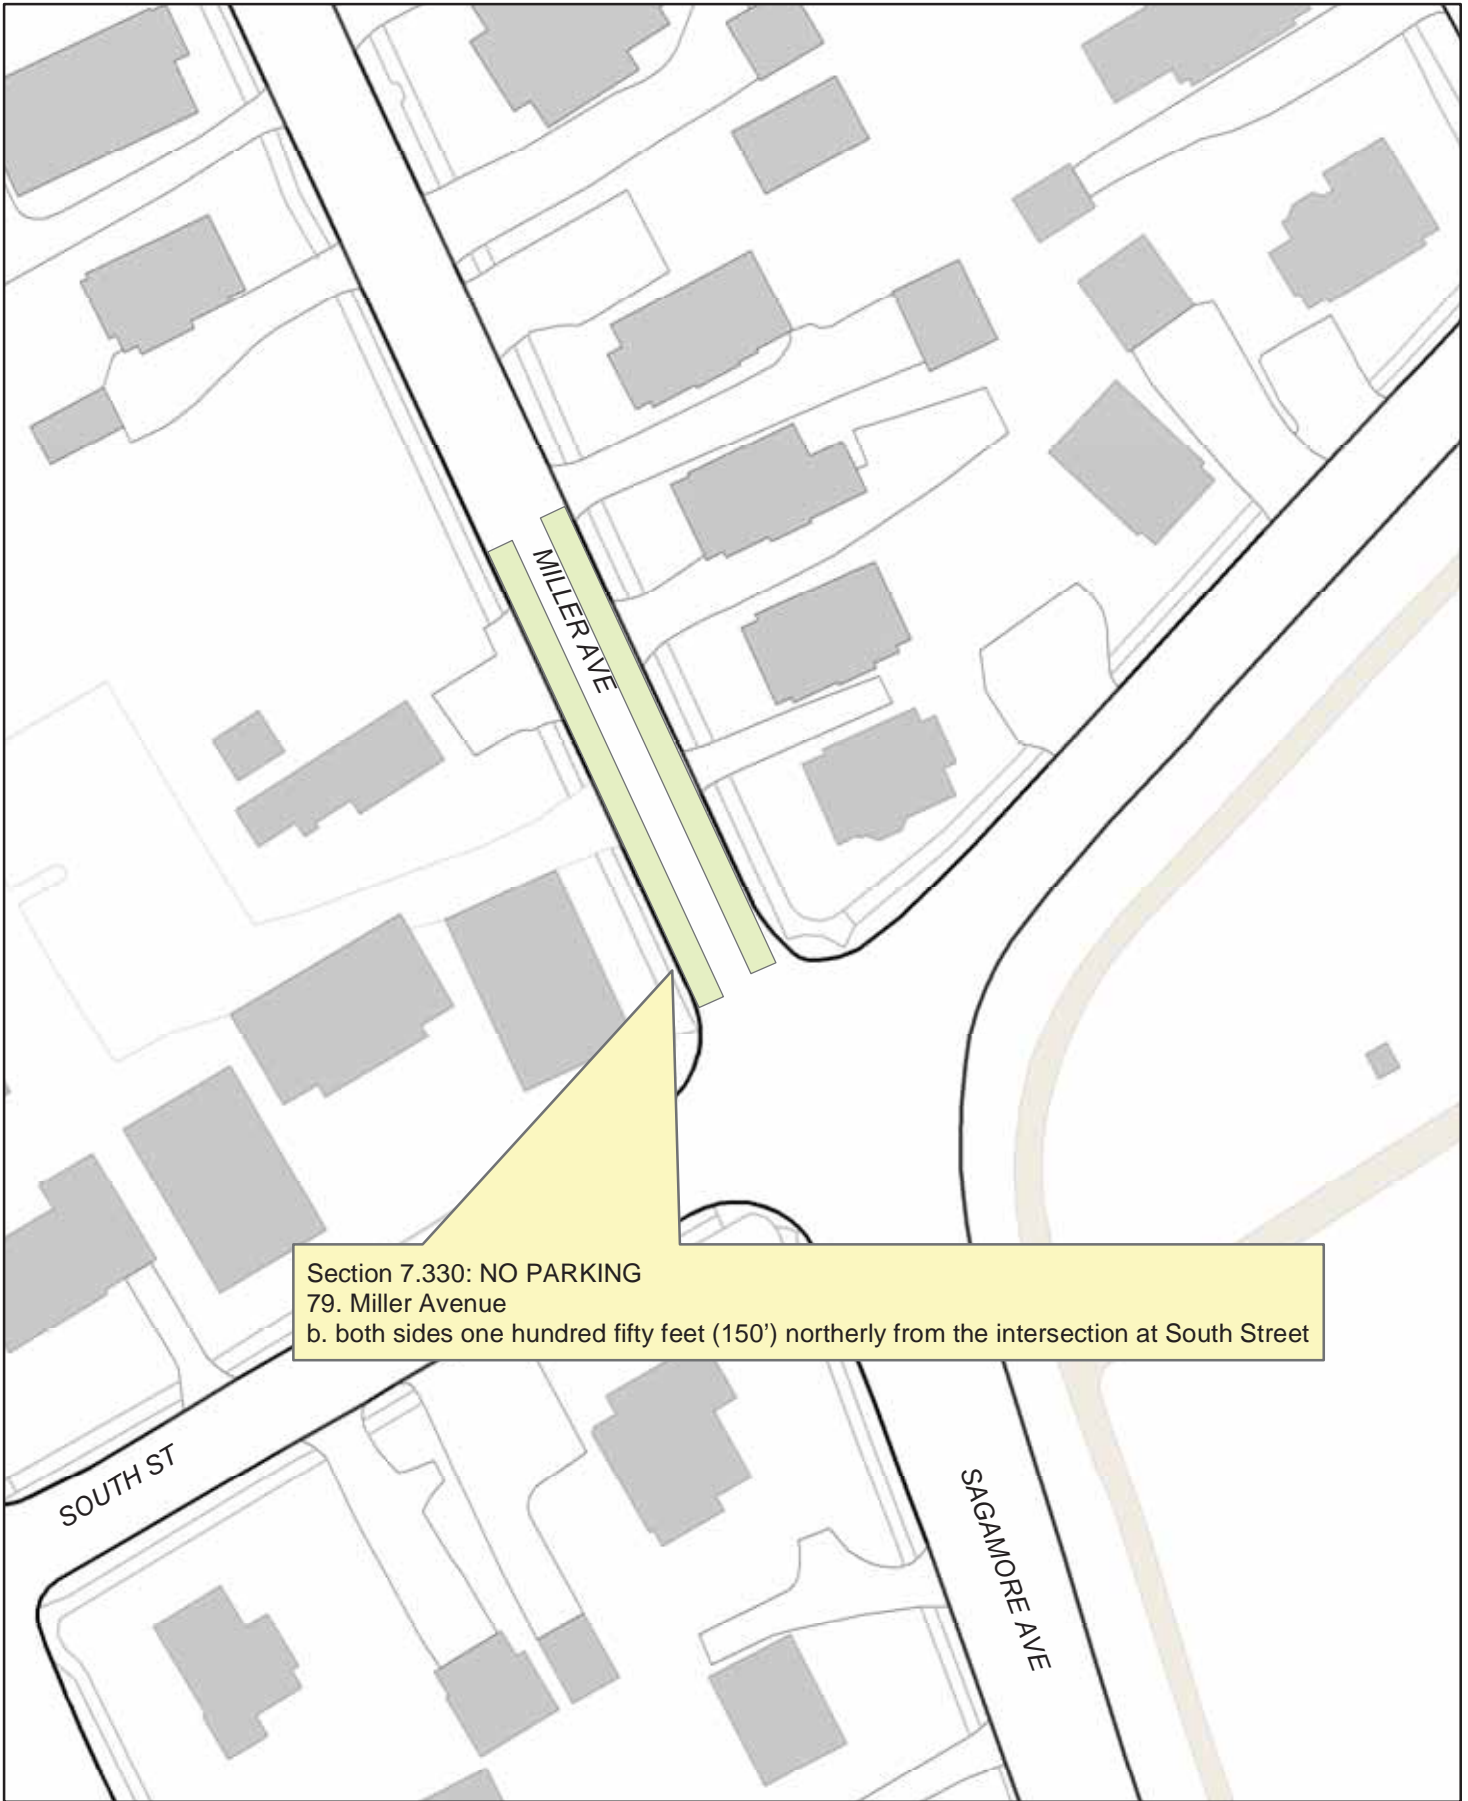 MILLER AVE
Section 7.330: NO PARKING
79. Miller Avenue
b. both sides one hundred fifty feet (150’) northerly from the intersection at South Street
SOUTH ST
SAGAMORE AVE